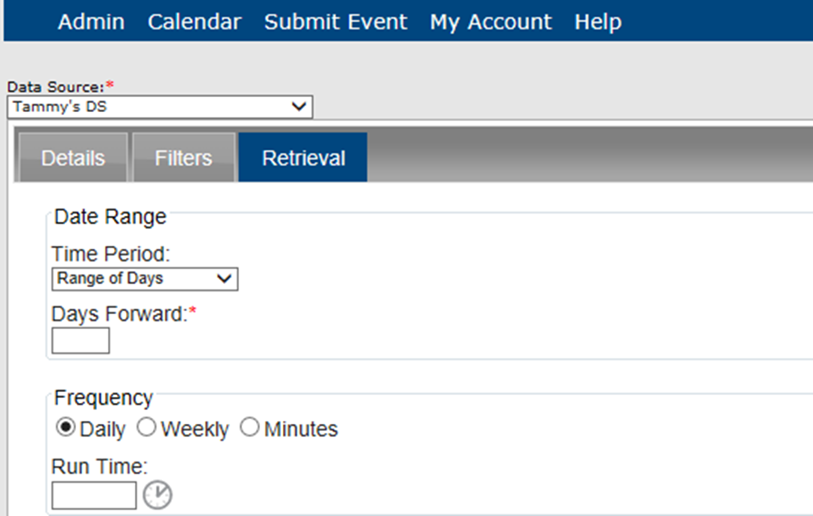 Admin Calendar Submit Event My Account Help
Data Source:*
Tammy's DS
Details Filters Retrieval
Date Range
Time Period:
Range of Days
Days Forward:*
Frequency
Daily Weekly Minutes
Run Time: